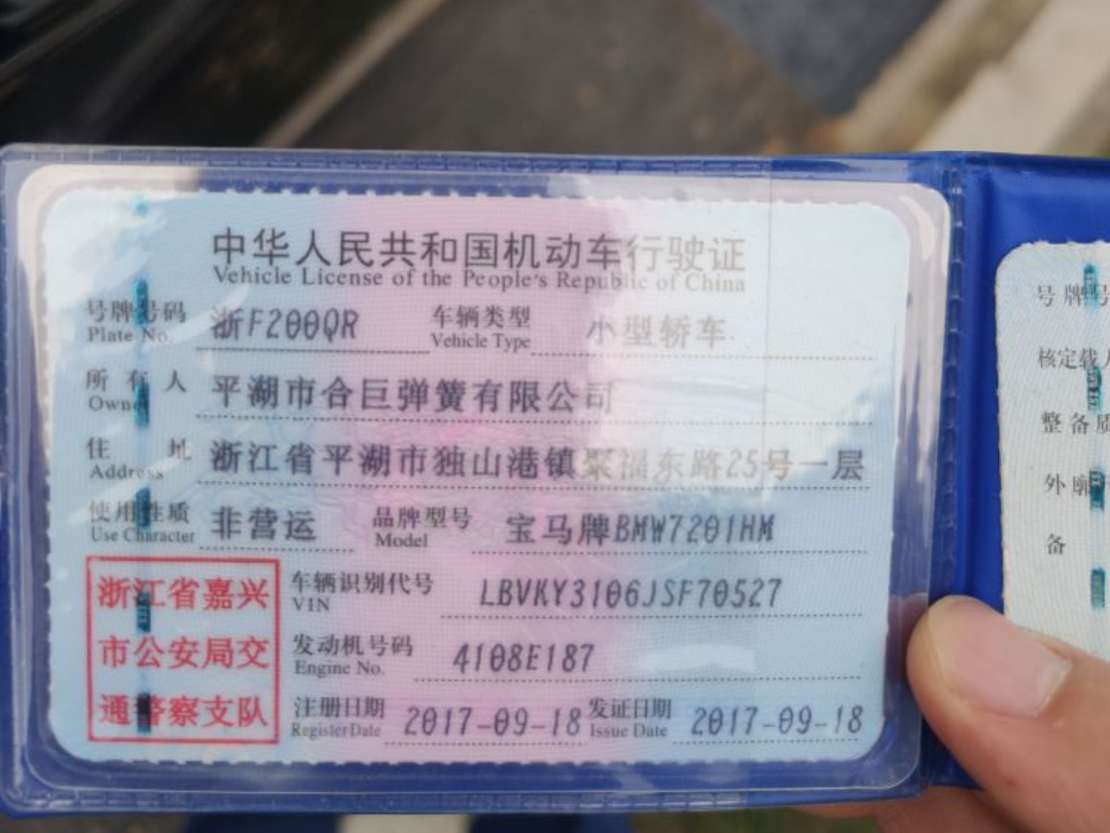 中华人民共和国机动车行驶证
Vehicle License of the People's Republic of China
号牌号码 浙F200QR 车辆类型 小型轿车
Plate No. Vehicle Type
所有人 平湖市合巨弹簧有限公司
Owner
住址 浙江省平湖市独山港镇聚福东路25号一层
Address
使用性质 非营运 品牌型号 宝马牌BMW7201HM
Use Character Model
浙江省嘉兴
市公安局交
通警察支队
车辆识别代号 LBVKY3106JSF70527
VIN
发动机号码 4108E187
Engine No.
注册日期 2017-09-18 发证日期 2017-09-18
Register Date Issue Date
号牌号
核定载人
整备质
外廓
备